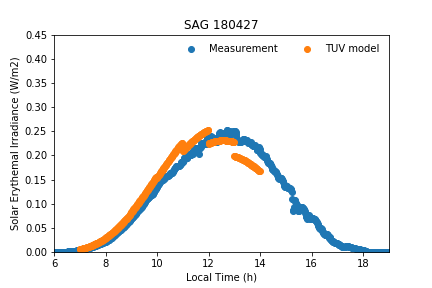 SAG 180427
Measurement
TUV model
Solar Erythemal Irradiance (W/m2)
0.45
0.40
0.35
0.30
0.25
0.20
0.15
0.10
0.05
0.00
6 8 10 12 14 16 18
Local Time (h)